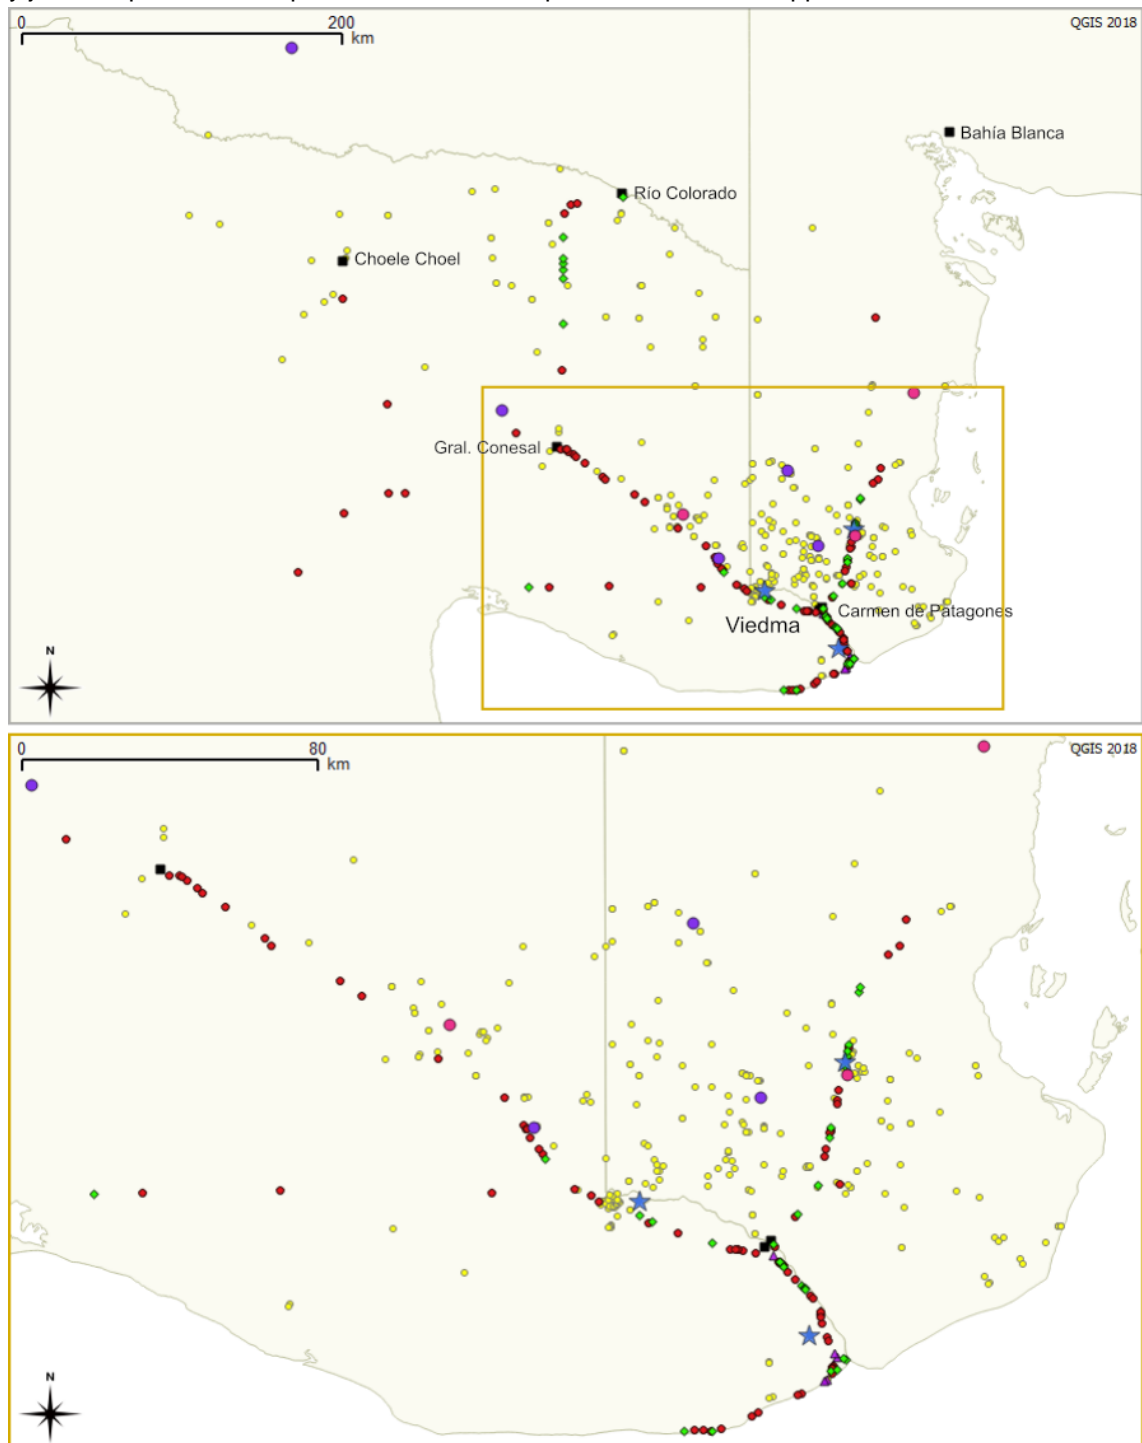 0 200 km
QGIS 2018
Bahía Blanca
Río Colorado
Choele Choel
Gral. Conesal
Carmen de Patagones
Viedma
N
0 80 km
QGIS 2018
N